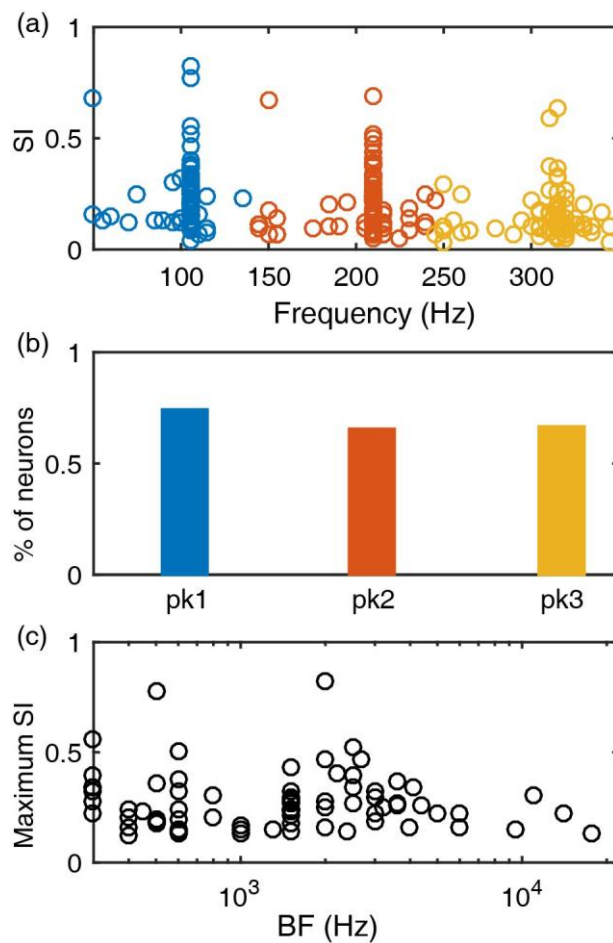 (a)
1
0.5
0
SI
100 150 200 250 300
Frequency (Hz)
(b)
1
0.5
0
% of neurons
pk1 pk2 pk3
(c)
1
0.5
0
Maximum SI
10³ 10⁴
BF (Hz)